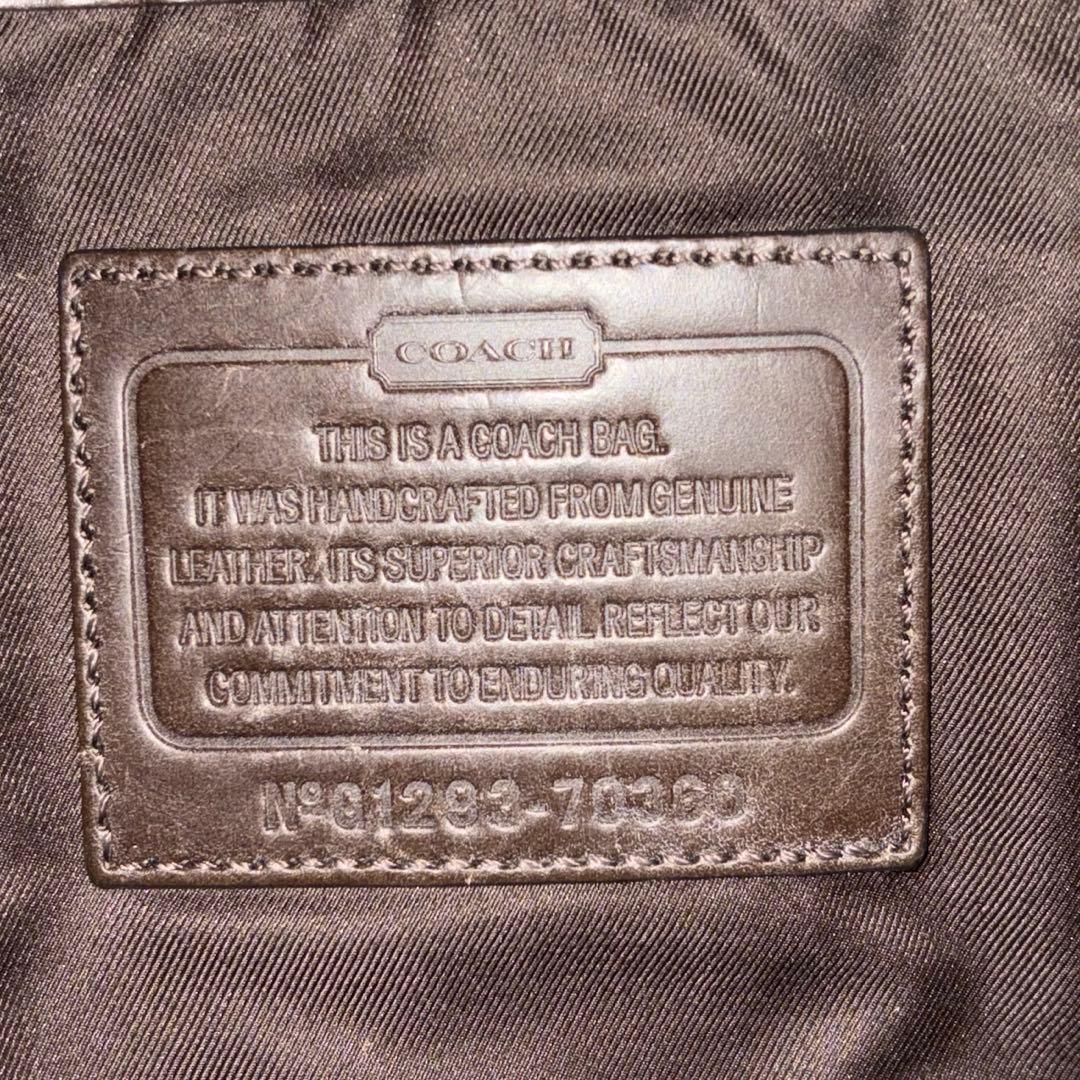 COACH
THIS IS A COACH BAG.
IT WAS HANDCRAFTED FROM GENUINE
LEATHER. ITS SUPERIOR CRAFTSMANSHIP
AND ATTENTION TO DETAIL REFLECT OUR
COMMITMENT TO ENDURING QUALITY.